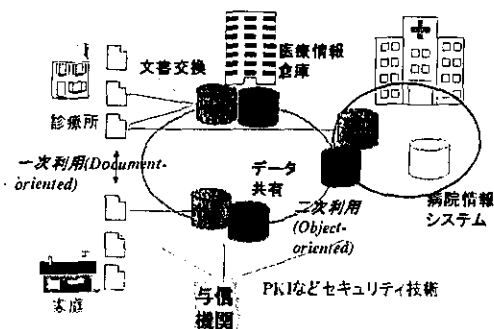 文書交換
医療情報
倉庫
診療所
一次利用(Document-
oriented)
データ
共有
二次利用
(Object-
oriented)
病院情報
システム
家庭
与信
機関
PKIなどセキュリティ技術